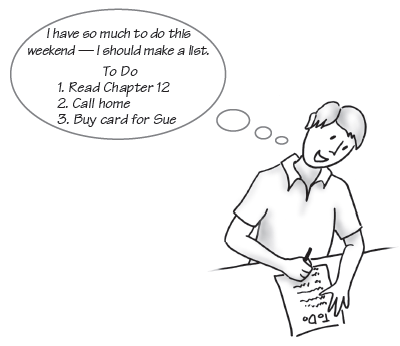 I have so much to do this
weekend — I should make a list.
To Do
1. Read Chapter 12
2. Call home
3. Buy card for Sue
ToDo